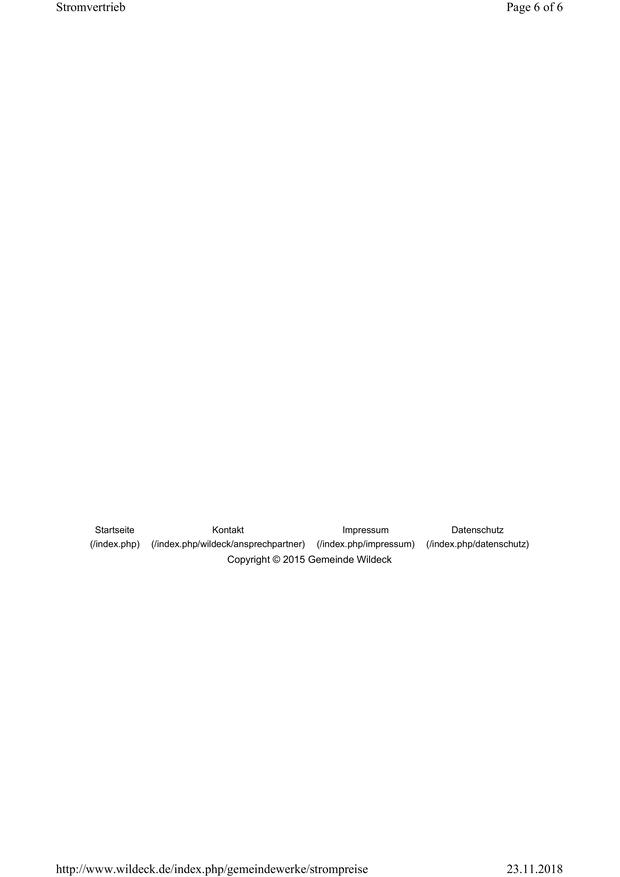 Stromvertrieb Page 6 of 6
Startseite Kontakt Impressum Datenschutz
(/index.php) (/index.php/wildeck/ansprechpartner) (/index.php/impressum) (/index.php/datenschutz)
Copyright © 2015 Gemeinde Wildeck
http://www.wildeck.de/index.php/gemeindewerke/strompreise 23.11.2018